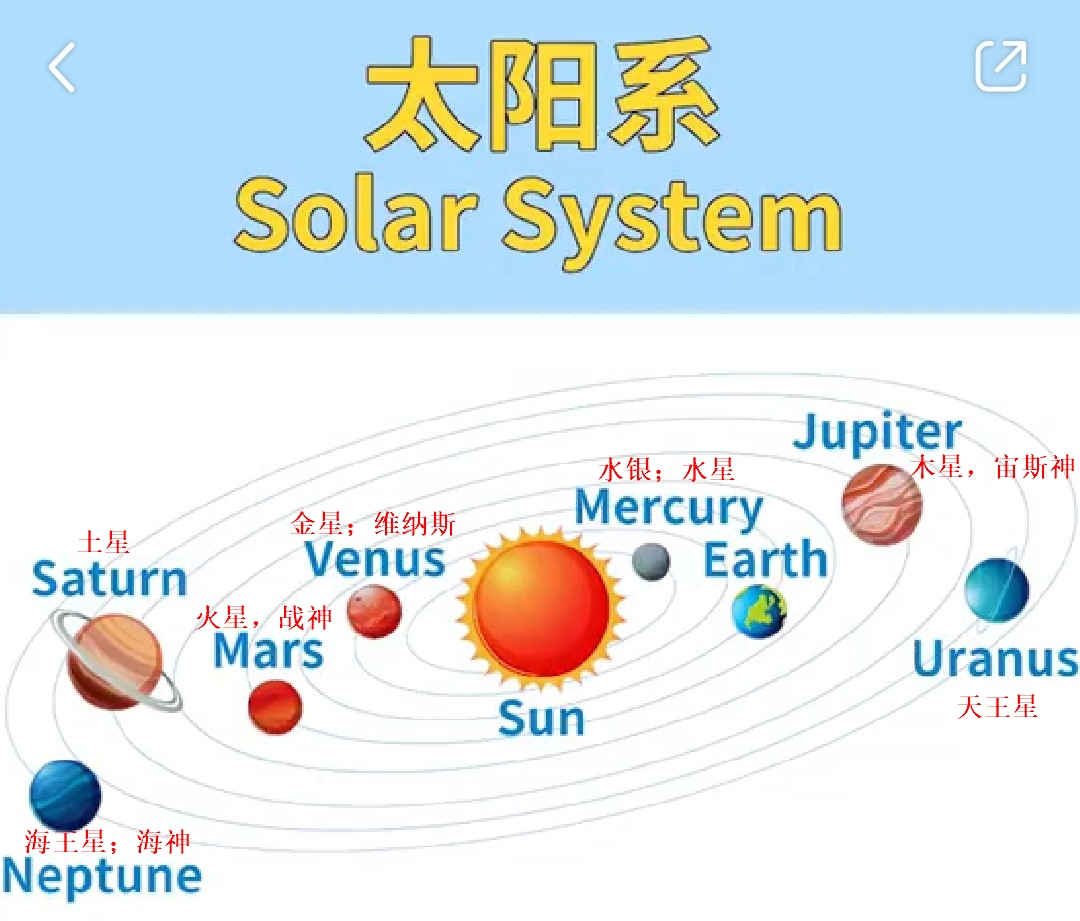 太阳系
Solar System
Jupiter
木星，宙斯神
水银；水星
Mercury
金星；维纳斯
Venus
Earth
土星
Saturn
火星，战神
Mars
Uranus
天王星
Sun
海王星；海神
Neptune